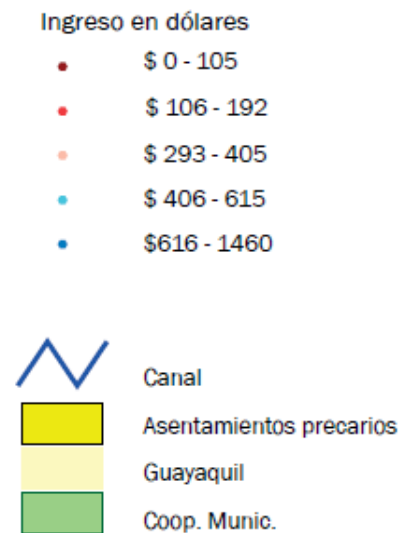 Ingreso en dólares
$ 0 - 105
$ 106 - 192
$ 293 - 405
$ 406 - 615
$616 - 1460
Canal
Asentamientos precarios
Guayaquil
Coop. Munic.